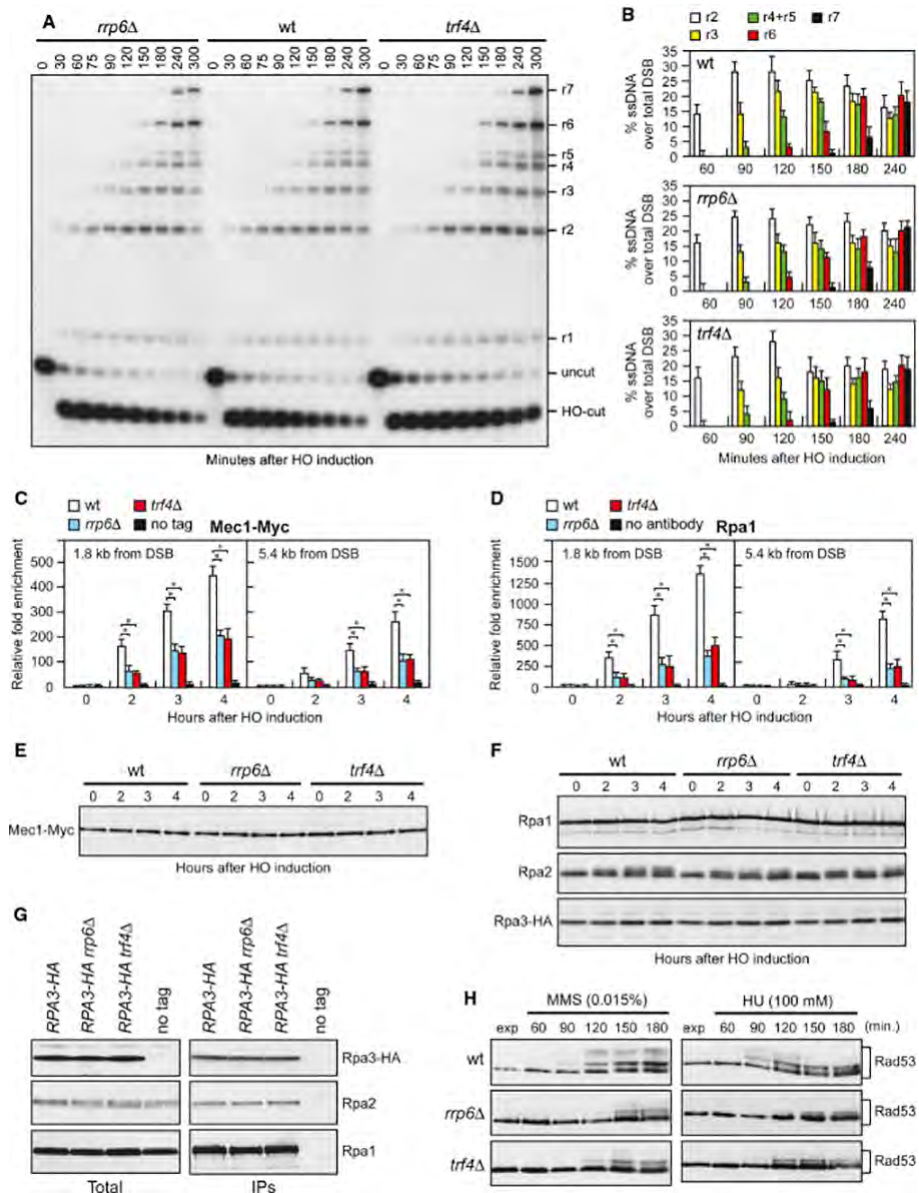 A
rrp6Δ wt trf4Δ
0 30 60 75 90 120 150 180 240 300 0 30 60 75 90 120 150 180 240 300 0 30 60 75 90 120 150 180 240 300
r7
r6
r5
r4
r3
r2
r1
uncut
HO-cut
Minutes after HO induction
B
r2 r4+r5 r7
r3 r6
wt
% ssDNA over total DSB
35
30
25
20
15
10
5
0
60 90 120 150 180 240
rrp6Δ
% ssDNA over total DSB
35
30
25
20
15
10
5
0
60 90 120 150 180 240
trf4Δ
% ssDNA over total DSB
35
30
25
20
15
10
5
0
60 90 120 150 180 240
Minutes after HO induction
C
wt trf4Δ
rrp6Δ no tag
Mec1-Myc
1.8 kb from DSB 5.4 kb from DSB
Relative fold enrichment
500
400
300
200
100
0 2 3 4 0 2 3 4
Hours after HO induction
D
wt trf4Δ
rrp6Δ no antibody
Rpa1
1.8 kb from DSB 5.4 kb from DSB
Relative fold enrichment
1500
1250
1000
750
500
250
0 2 3 4 0 2 3 4
Hours after HO induction
E
wt rrp6Δ trf4Δ
0 2 3 4 0 2 3 4 0 2 3 4
Mec1-Myc
Hours after HO induction
F
wt rrp6Δ trf4Δ
0 2 3 4 0 2 3 4 0 2 3 4
Rpa1
Rpa2
Rpa3-HA
Hours after HO induction
G
RPA3-HA
RPA3-HA rrp6Δ
RPA3-HA trf4Δ
no tag
RPA3-HA
RPA3-HA rrp6Δ
RPA3-HA trf4Δ
no tag
Rpa3-HA
Rpa2
Rpa1
Total IPs
H
MMS (0.015%) HU (100 mM)
exp 60 90 120 150 180 exp 60 90 120 150 180 (min.)
wt Rad53
rrp6Δ Rad53
trf4Δ Rad53